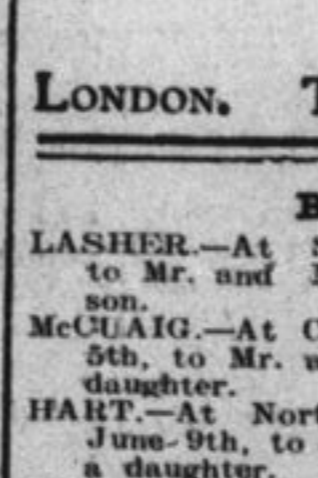 LONDON. T
B
LASHER.—At S
to Mr. and M
son.
McCUAIG.—At C
5th, to Mr. w
daughter.
HART.—At Nort
June 9th, to
a daughter.